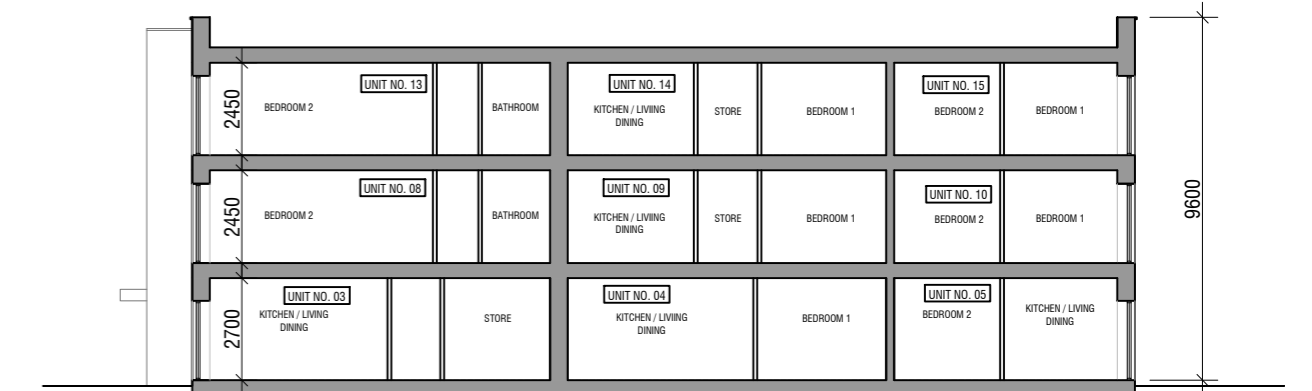 UNIT NO. 13
UNIT NO. 14
UNIT NO. 15
2450
BEDROOM 2
BATHROOM
KITCHEN / LIVIING
DINING
STORE
BEDROOM 1
BEDROOM 2
BEDROOM 1
9600
UNIT NO. 08
UNIT NO. 09
UNIT NO. 10
2450
BEDROOM 2
BATHROOM
KITCHEN / LIVIING
DINING
STORE
BEDROOM 1
BEDROOM 2
BEDROOM 1
UNIT NO. 03
UNIT NO. 04
UNIT NO. 05
2700
KITCHEN / LIVING
DINING
STORE
KITCHEN / LIVIING
DINING
BEDROOM 1
BEDROOM 2
KITCHEN / LIVING
DINING